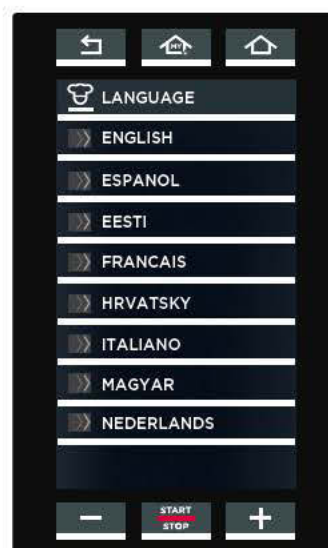 MY
LANGUAGE
ENGLISH
ESPANOL
EESTI
FRANCAIS
HRVATSKY
ITALIANO
MAGYAR
NEDERLANDS
START
STOP